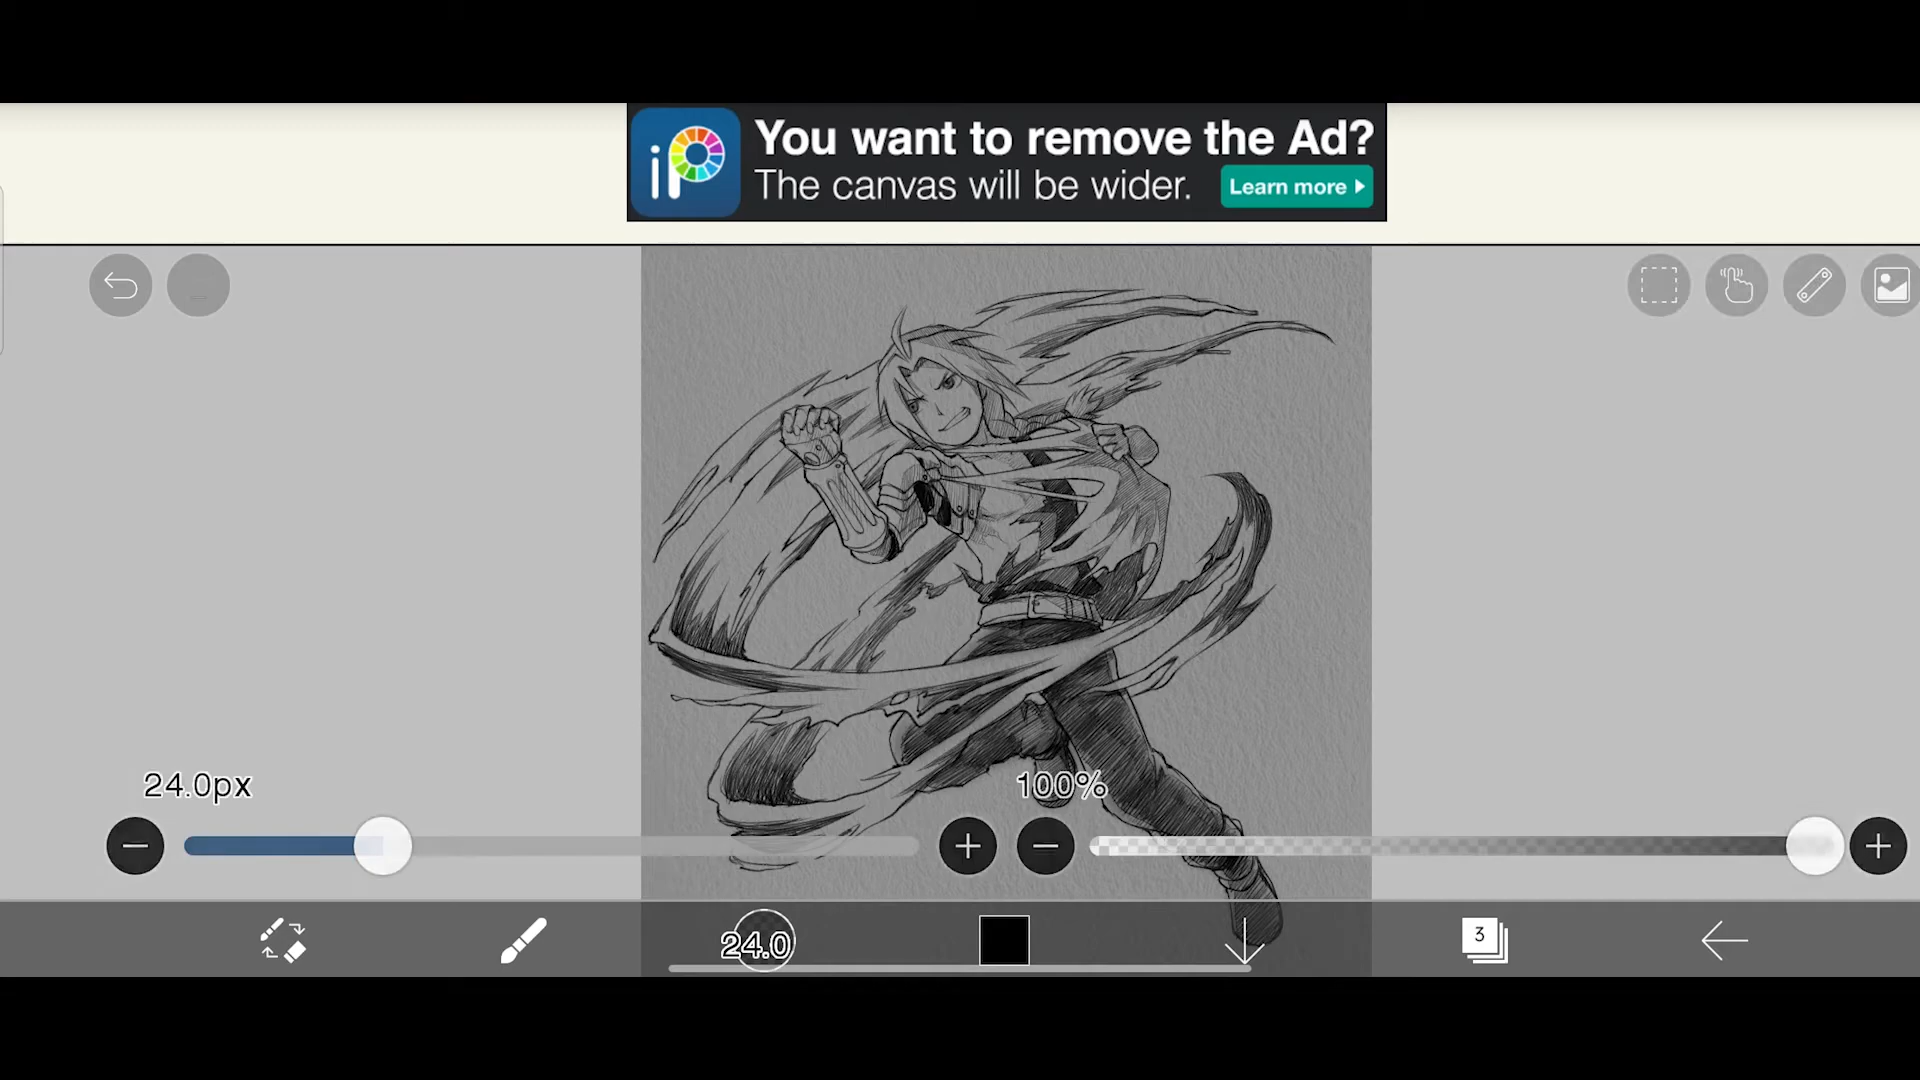 iP
You want to remove the Ad?
The canvas will be wider.
Learn more
24.0px
100%
24.0
3